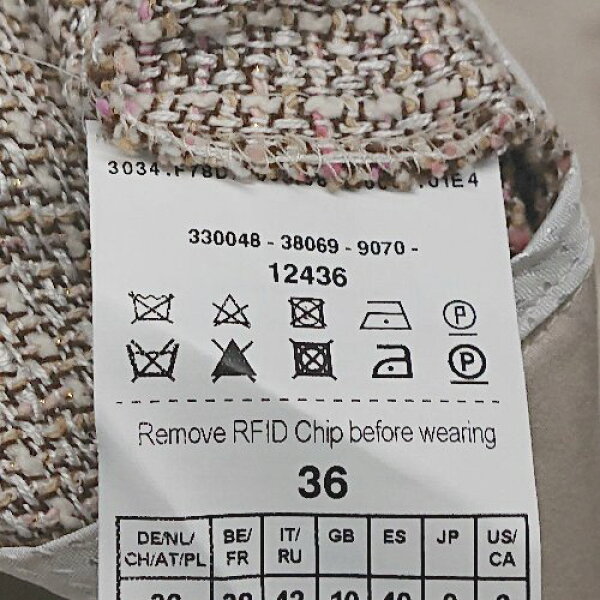 330048 - 38069 - 9070 -
12436
P
P
Remove RFID Chip before wearing
36
DE/NL/ CH/AT/PL BE/ FR IT/ RU GB ES JP US/ CA